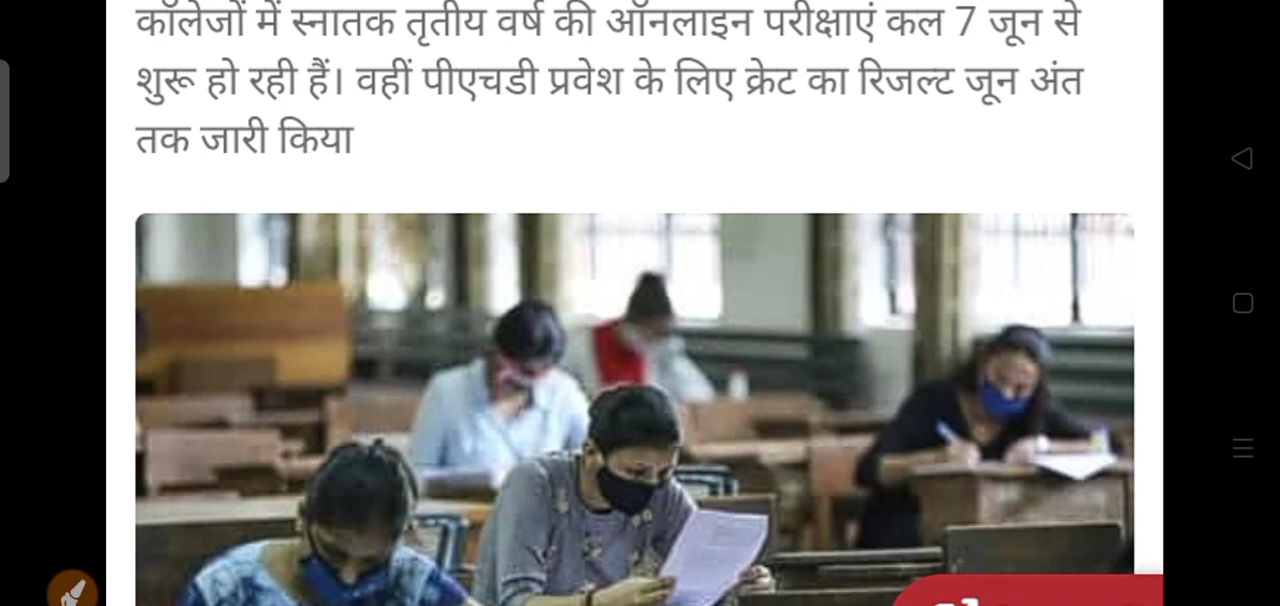 कॉलेजों में स्नातक तृतीय वर्ष की ऑनलाइन परीक्षाएं कल 7 जून से
शुरू हो रही हैं। वहीं पीएचडी प्रवेश के लिए क्रेट का रिजल्ट जून अंत
तक जारी किया